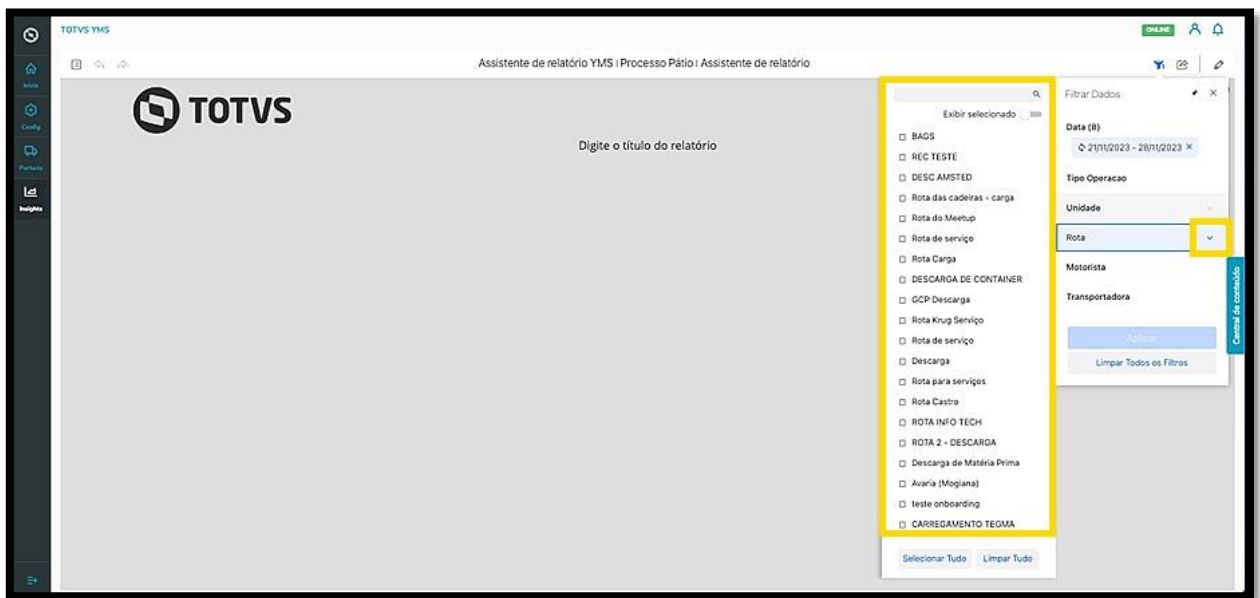 TOTVS YMS
ONLINE
Assistente de relatório YMS | Processo Pátio | Assistente de relatório
Início
Config
Portaria
Insights
TOTVS
Digite o título do relatório
Exibir selecionado
BAGS
REC TESTE
DESC AMSTED
Rota das cadeiras - carga
Rota do Meetup
Rota de serviço
Rota Carga
DESCARGA DE CONTAINER
GCP Descarga
Rota Krug Serviço
Rota de serviço
Descarga
Rota para serviços
Rota Castro
ROTA INFO TECH
ROTA 2 - DESCARGA
Descarga de Matéria Prima
Avaria (Mogiana)
teste onboarding
CARREGAMENTO TEGMA
Selecionar Tudo Limpar Tudo
Filtrar Dados
Data (8)
21/11/2023 - 28/11/2023 ×
Tipo Operacao
Unidade
Rota
Motorista
Transportadora
Aplicar
Limpar Todos os Filtros
Central de conteúdo